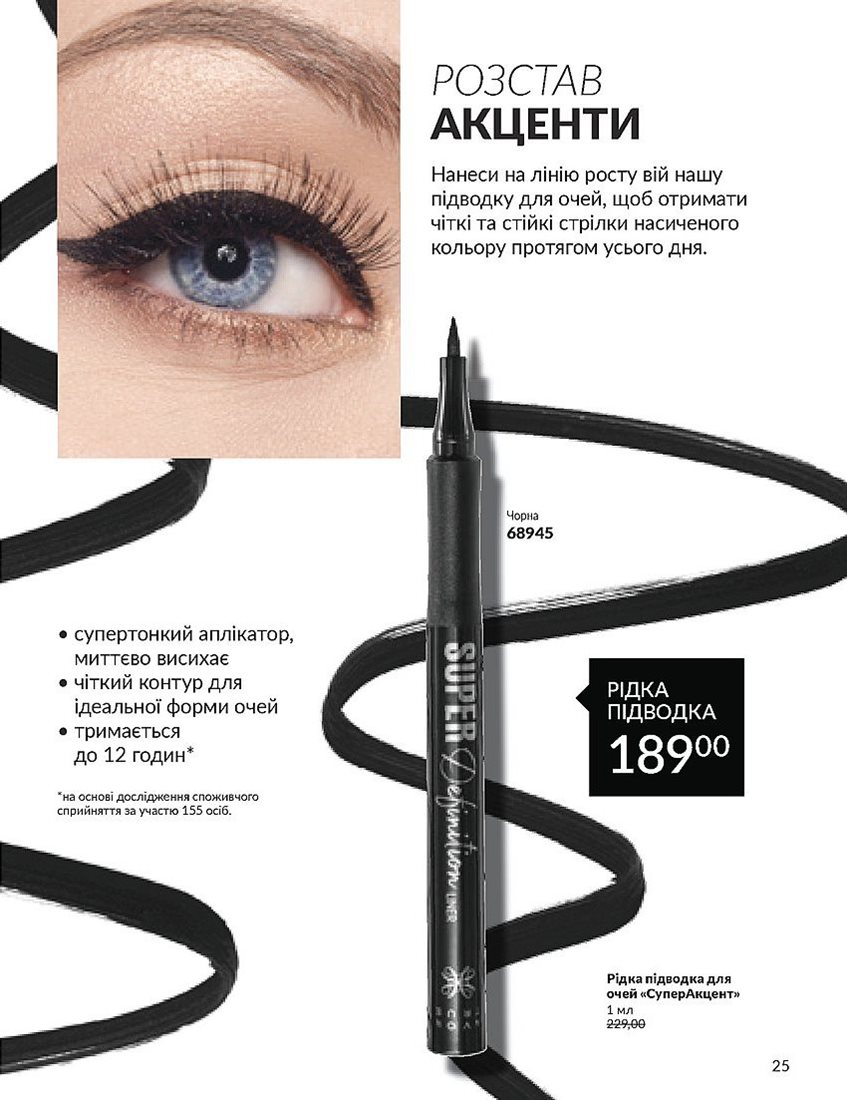 РОЗСТАВ
АКЦЕНТИ
Нанеси на лінію росту вій нашу
підводку для очей, щоб отримати
чіткі та стійкі стрілки насиченого
кольору протягом усього дня.
Чорна
68945
• супертонкий аплікатор,
миттєво висихає
• чіткий контур для
ідеальної форми очей
• тримається
до 12 годин*
*на основі дослідження споживчого
сприйняття за участю 155 осіб.
SUPER
Definition
LINER
РІДКА
ПІДВОДКА
189⁰⁰
Рідка підводка для
очей «СуперАкцент»
1 мл
229,00
25